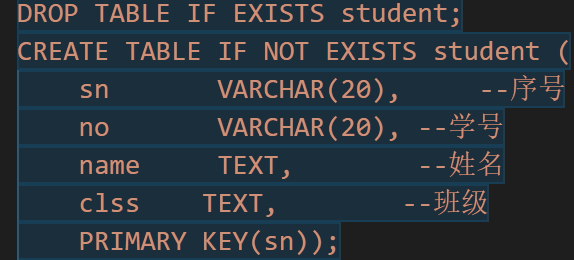 DROP TABLE IF EXISTS student;
CREATE TABLE IF NOT EXISTS student (
    sn       VARCHAR(20),     --序号
    no       VARCHAR(20), --学号
    name     TEXT,        --姓名
    clss    TEXT,        --班级
    PRIMARY KEY(sn));